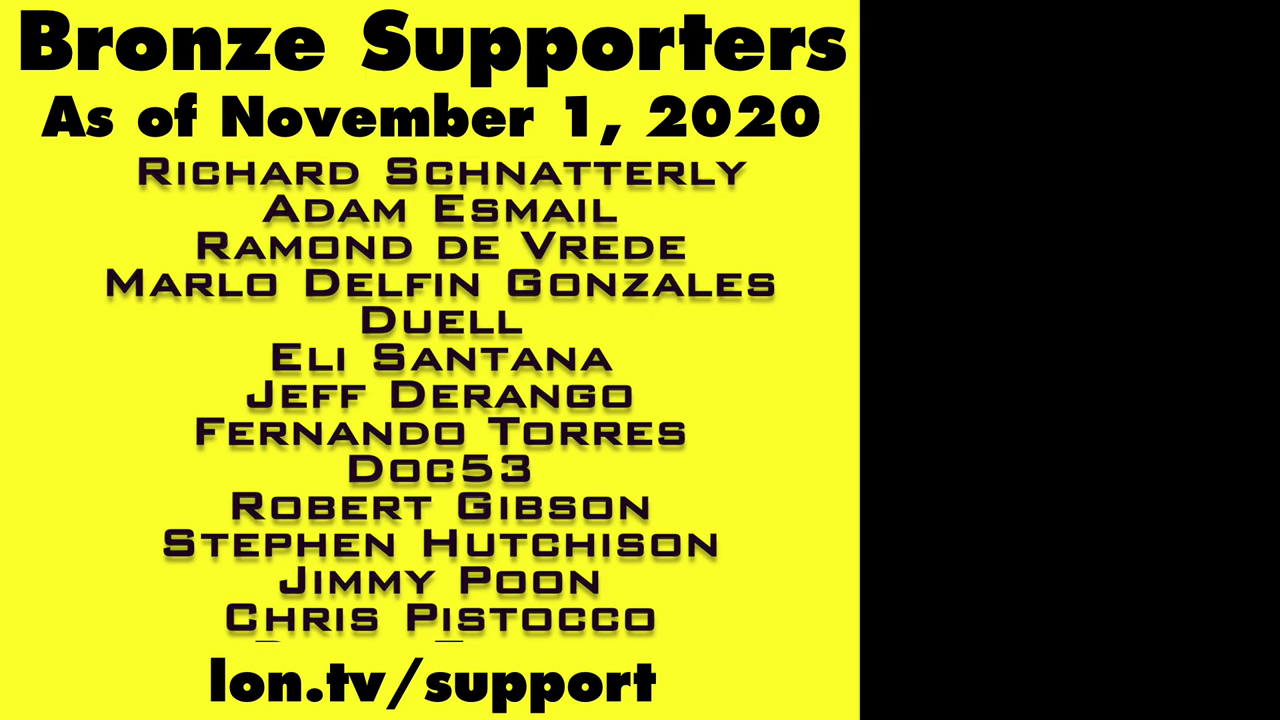 Bronze Supporters
As of November 1, 2020
Richard Schnatterly
Adam Esmail
Ramond de Vrede
Marlo Delfin Gonzales
Duell
Eli Santana
Jeff Derango
Fernando Torres
Doc53
Robert Gibson
Stephen Hutchison
Jimmy Poon
Chris Pistocco
lon.tv/support